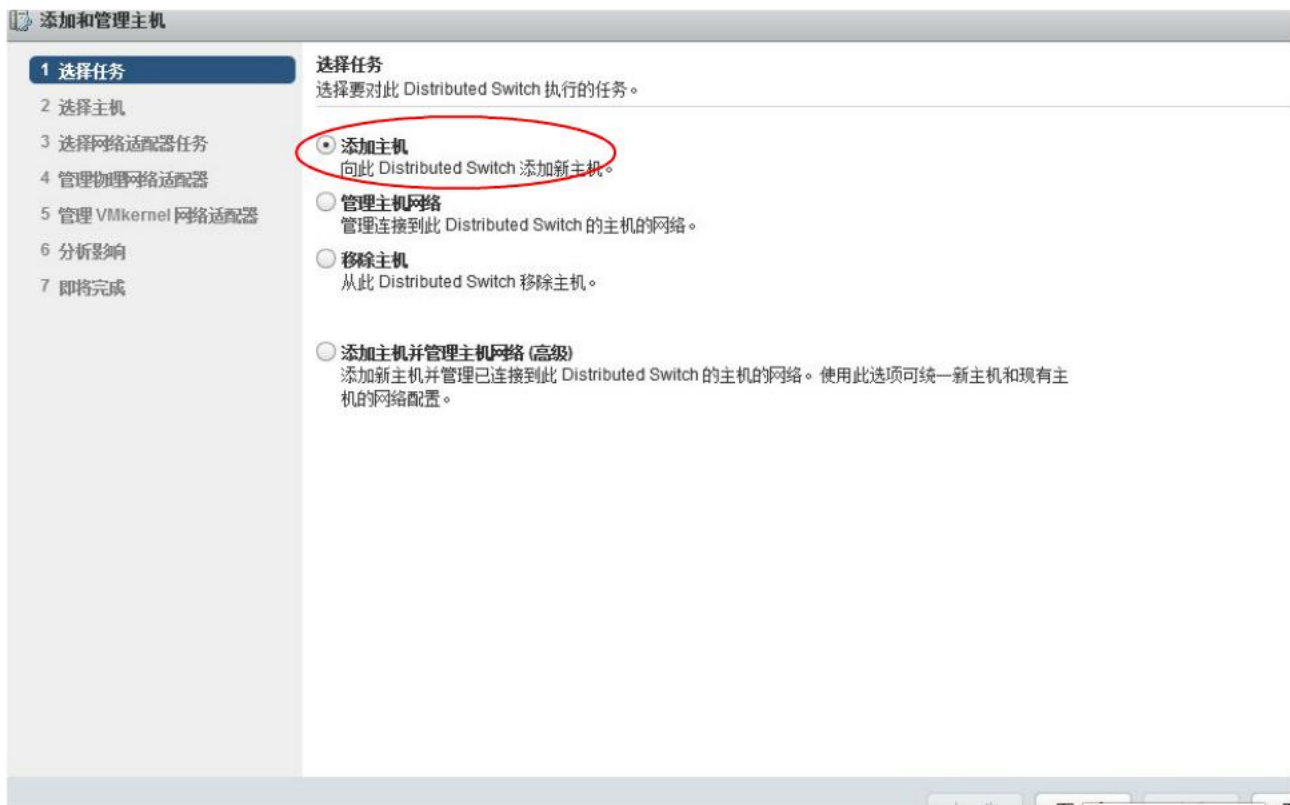 添加和管理主机
1 选择任务
2 选择主机
3 选择网络适配器任务
4 管理物理网络适配器
5 管理 VMkernel 网络适配器
6 分析影响
7 即将完成
选择任务
选择要对此 Distributed Switch 执行的任务。
添加主机
向此 Distributed Switch 添加新主机。
管理主机网络
管理连接到此 Distributed Switch 的主机的网络。
移除主机
从此 Distributed Switch 移除主机。
添加主机并管理主机网络 (高级)
添加新主机并管理已连接到此 Distributed Switch 的主机的网络。使用此选项可统一新主机和现有主
机的网络配置。